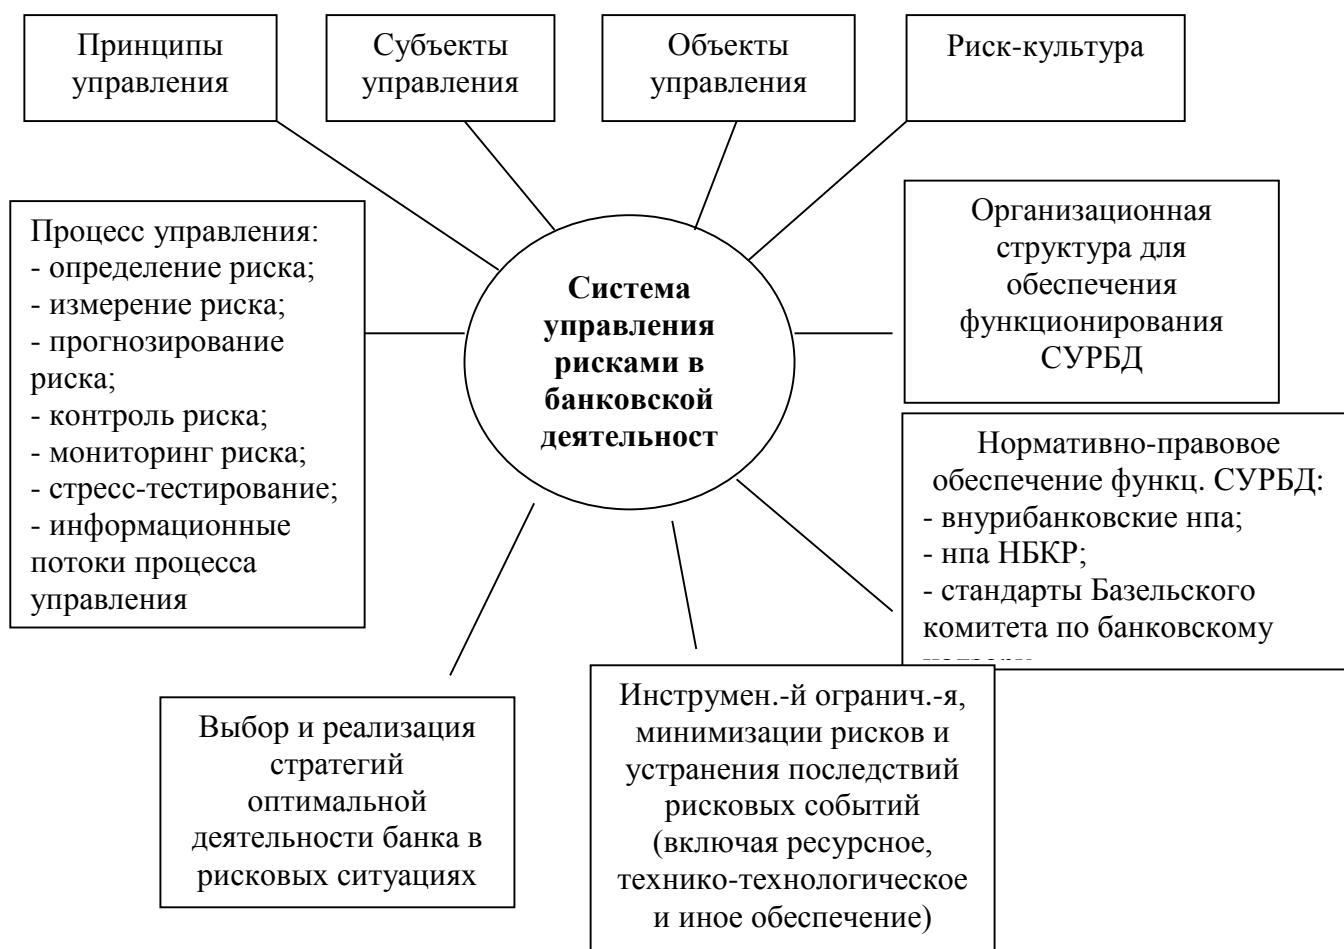 Принципы
управления
Субъекты
управления
Объекты
управления
Риск-культура
Процесс управления:
- определение риска;
- измерение риска;
- прогнозирование
риска;
- контроль риска;
- мониторинг риска;
- стресс-тестирование;
- информационные
потоки процесса
управления
Система
управления
рисками в
банковской
деятельност
Организационная
структура для
обеспечения
функционирования
СУРБД
Нормативно-правовое
обеспечение функц. СУРБД:
- внурибанковские нпа;
- нпа НБКР;
- стандарты Базельского
комитета по банковскому
Выбор и реализация
стратегий
оптимальной
деятельности банка в
рисковых ситуациях
Инструмен.-й огранич.-я,
минимизации рисков и
устранения последствий
рисковых событий
(включая ресурсное,
технико-технологическое
и иное обеспечение)